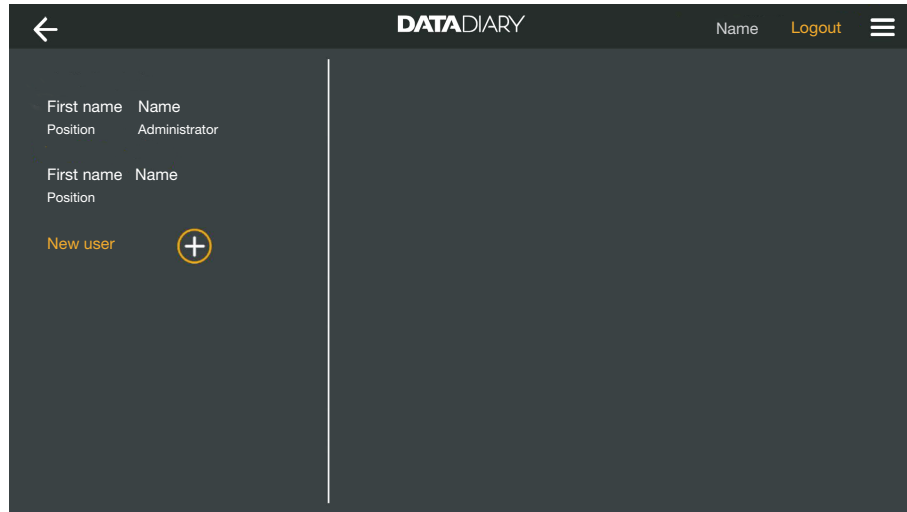 DATADIARY Name Logout
First name Name
Position Administrator
First name Name
Position
New user